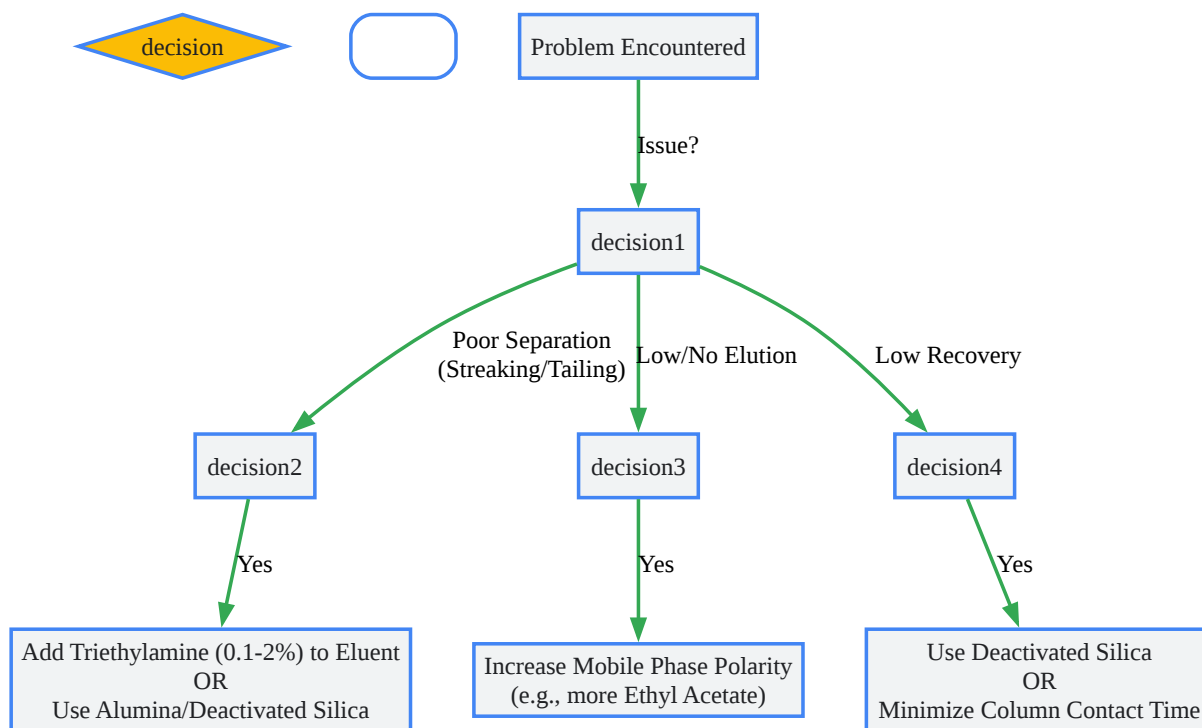 decision
Problem Encountered
Issue?
decision1
Poor Separation
(Streaking/Tailing)
Low/No Elution
Low Recovery
decision2
decision3
decision4
Yes
Yes
Yes
Add Triethylamine (0.1-2%) to Eluent
OR
Use Alumina/Deactivated Silica
Increase Mobile Phase Polarity
(e.g., more Ethyl Acetate)
Use Deactivated Silica
OR
Minimize Column Contact Time